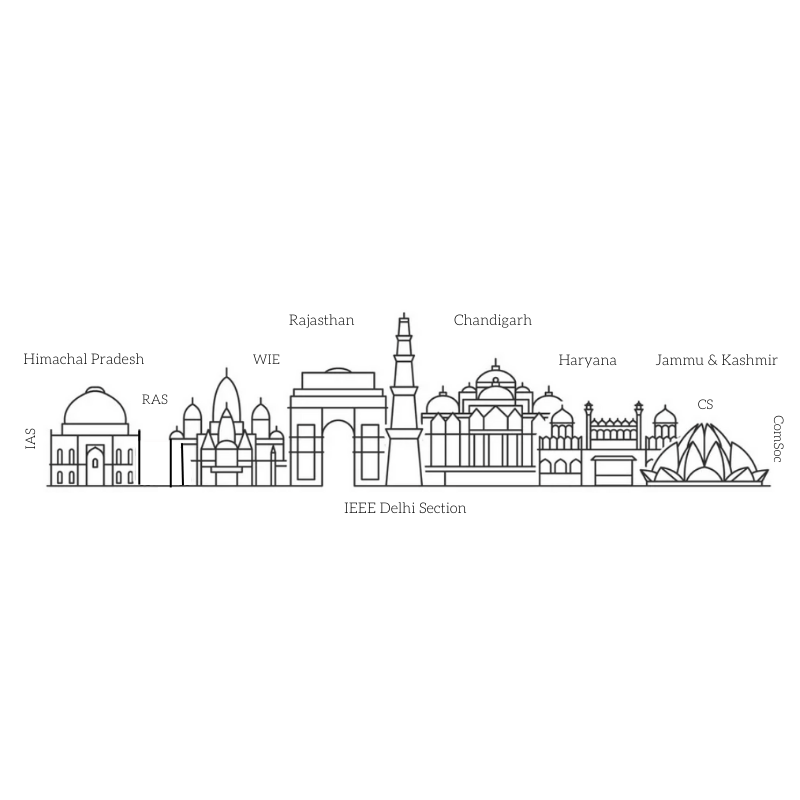 Rajasthan
Chandigarh
Himachal Pradesh
WIE
Haryana
Jammu & Kashmir
RAS
CS
IAS
ComSoc
IEEE Delhi Section